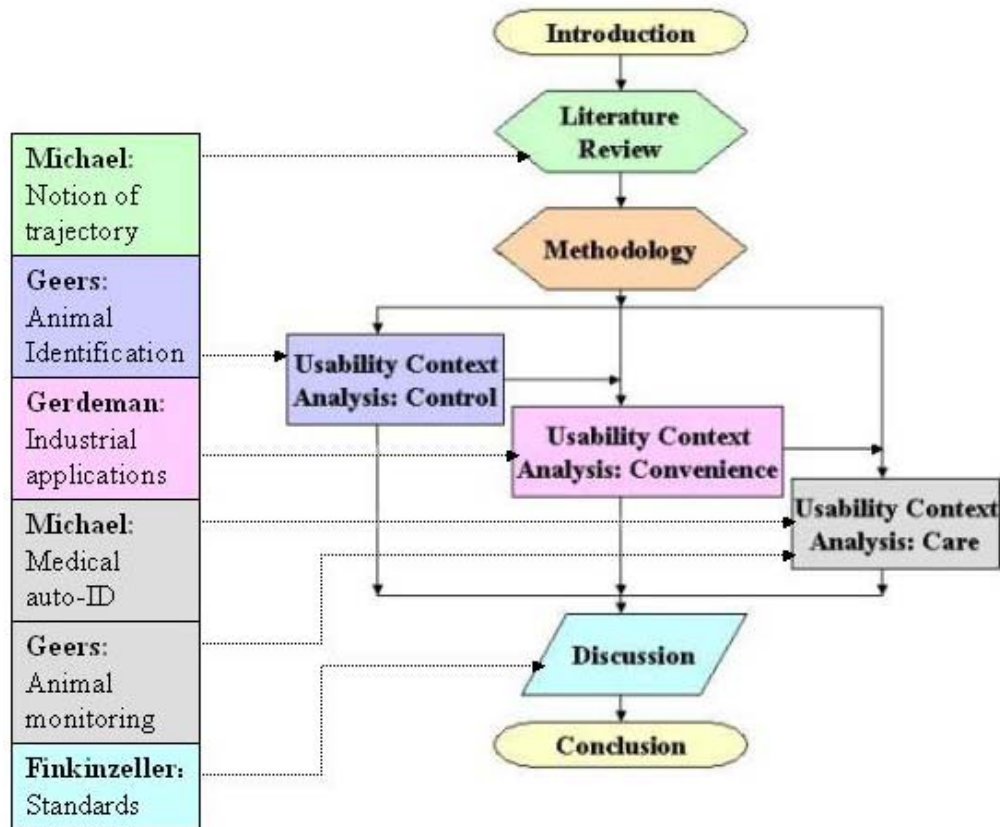 Introduction
Literature
Review
Methodology
Michael:
Notion of
trajectory
Geers:
Animal
Identification
Gerdeman:
Industrial
applications
Michael:
Medical
auto-ID
Geers:
Animal
monitoring
Finkinzeller:
Standards
Usability Context
Analysis: Control
Usability Context
Analysis: Convenience
Usability Context
Analysis: Care
Discussion
Conclusion